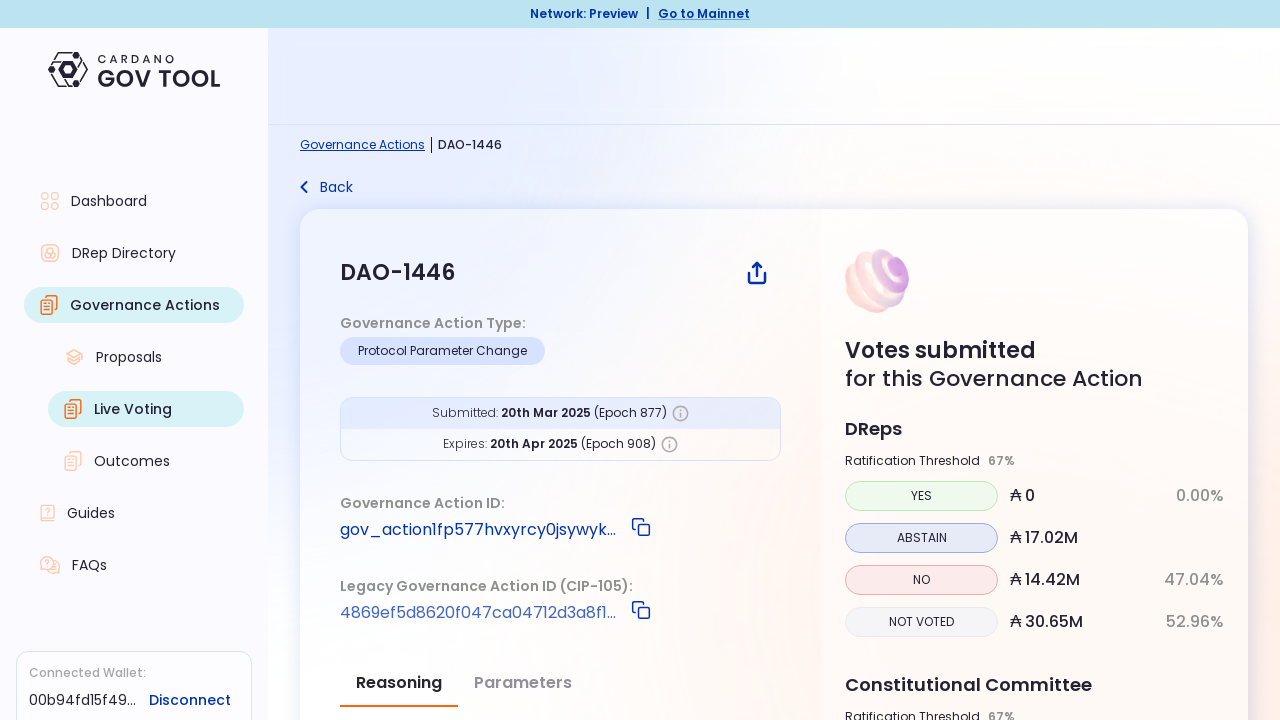 Network: Preview | Go to Mainnet
CARDANO
GOV TOOL
Dashboard
DRep Directory
Governance Actions
Proposals
Live Voting
Outcomes
Guides
FAQs
Connected Wallet:
00b94fd15f49... Disconnect
Governance Actions | DAO-1446
Back
DAO-1446
Governance Action Type:
Protocol Parameter Change
Submitted: 20th Mar 2025 (Epoch 877)
Expires: 20th Apr 2025 (Epoch 908)
Governance Action ID:
gov_action1fp577hvxyrcy0jsywyk...
Legacy Governance Action ID (CIP-105):
4869ef5d8620f047ca04712d3a8f1...
Reasoning Parameters
Votes submitted
for this Governance Action
DReps
Ratification Threshold 67%
YES ₳ 0 0.00%
ABSTAIN ₳ 17.02M
NO ₳ 14.42M 47.04%
NOT VOTED ₳ 30.65M 52.96%
Constitutional Committee
Ratification Threshold 67%